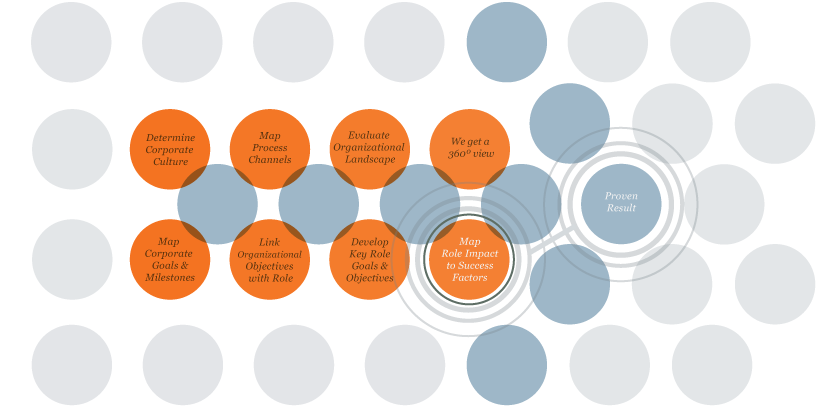 Determine
Corporate
Culture
Map
Process
Channels
Evaluate
Organizational
Landscape
We get a
360º view
Proven
Result
Map
Corporate
Goals &
Milestones
Link
Organizational
Objectives
with Role
Develop
Key Role
Goals &
Objectives
Map
Role Impact
to Success
Factors